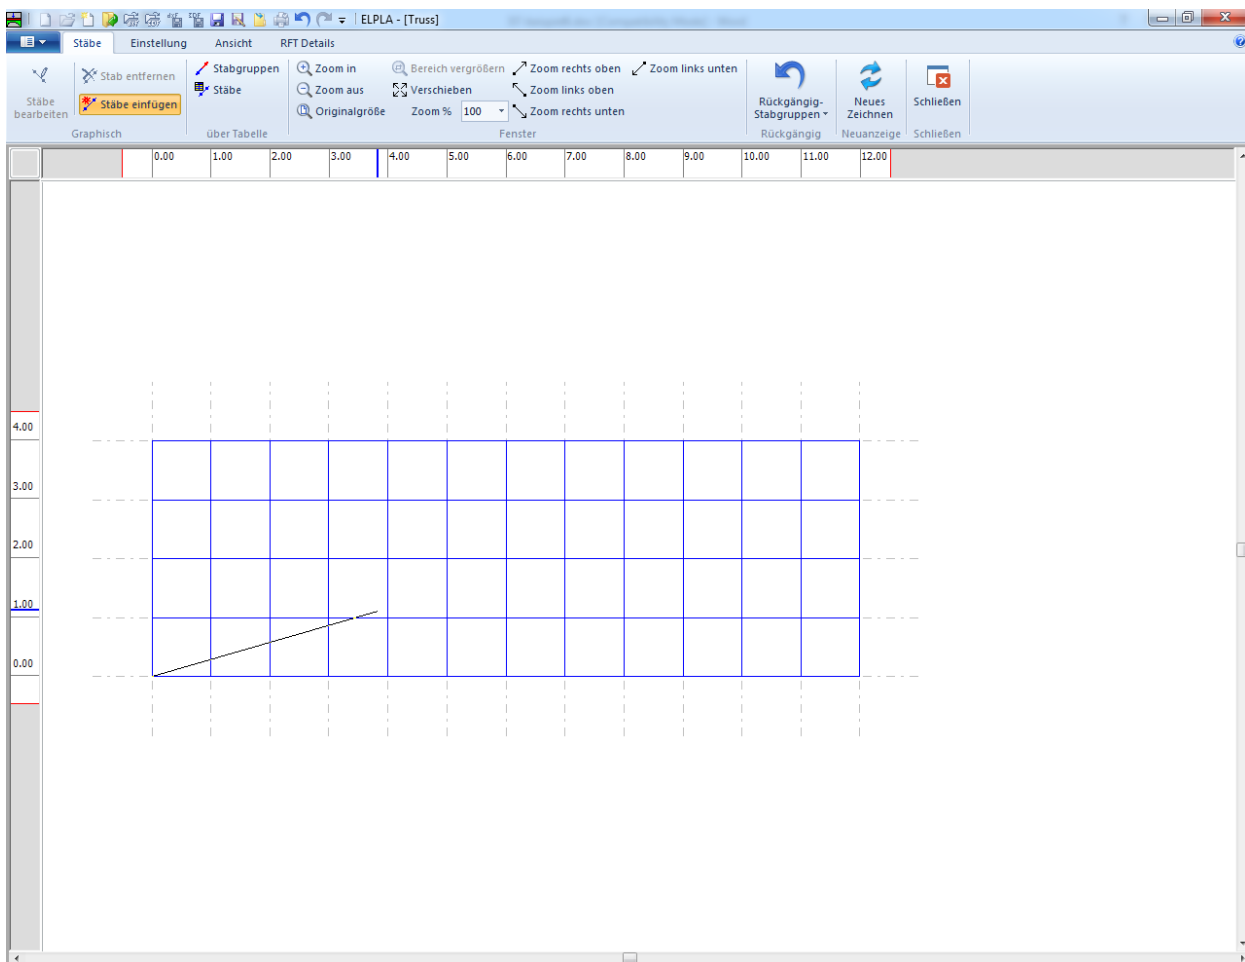 ELPLA - [Truss]
Stäbe Einstellung Ansicht RFT Details
Stäbe bearbeiten
Stab entfernen
Stäbe einfügen
Graphisch
Stabgruppen
Stäbe
über Tabelle
Zoom in Bereich vergrößern Zoom rechts oben Zoom links unten
Zoom aus Verschieben Zoom links oben
Originalgröße Zoom % 100 Zoom rechts unten
Fenster
Rückgängig-
Stabgruppen
Rückgängig
Neues
Zeichnen
Neuanzeige
Schließen
Schließen
0.00 1.00 2.00 3.00 4.00 5.00 6.00 7.00 8.00 9.00 10.00 11.00 12.00
4.00
3.00
2.00
1.00
0.00